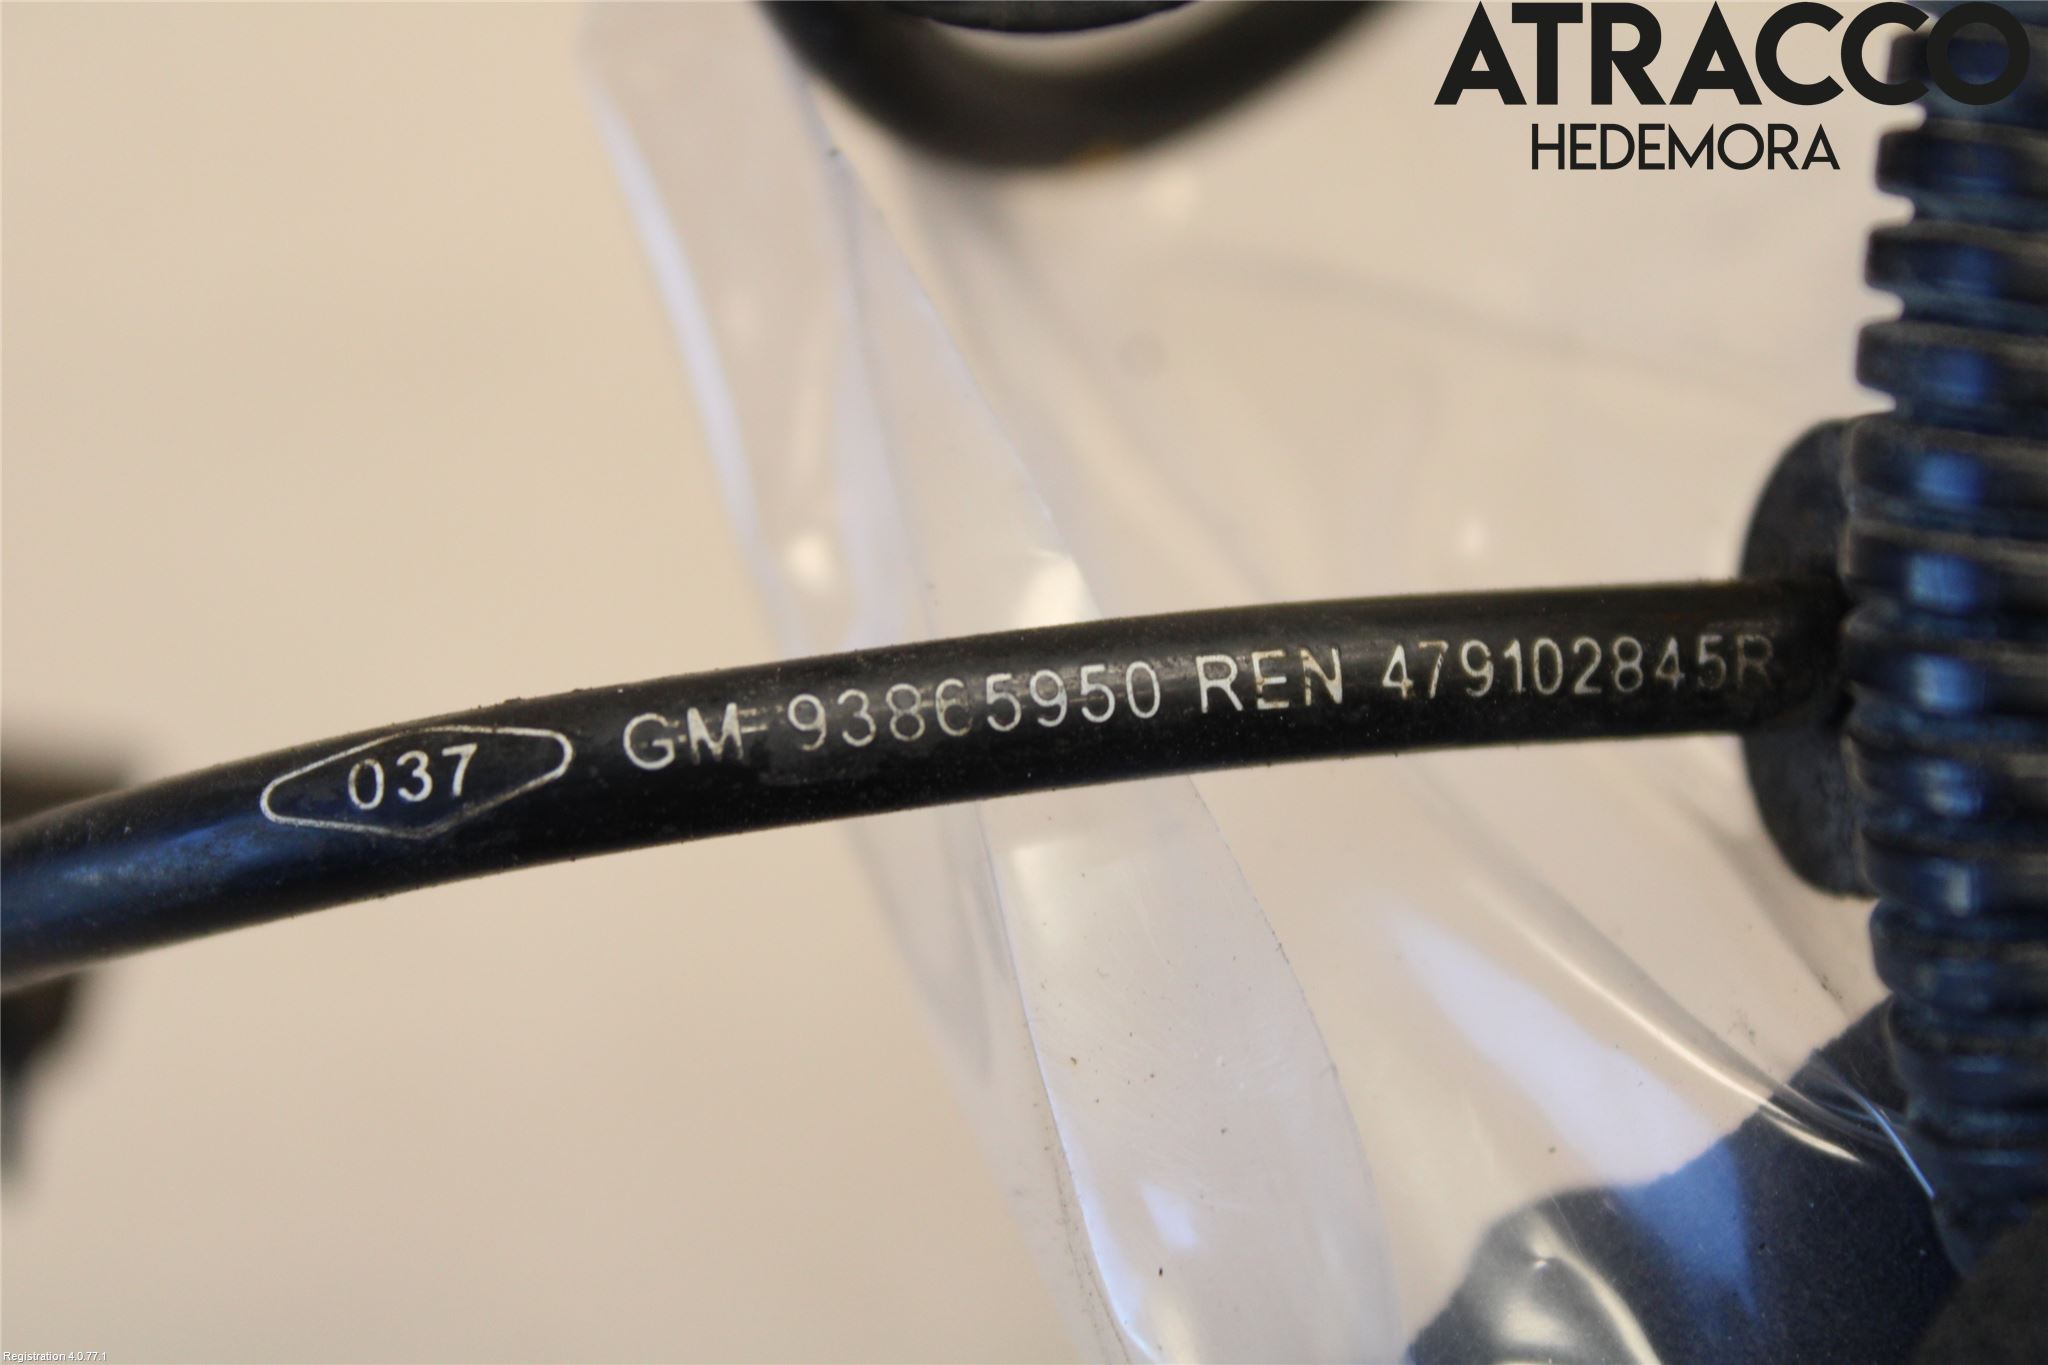 ATRACCO
HEDEMORA
037 GM 93865950 REN 479102845R
Registration 4.0.77.1